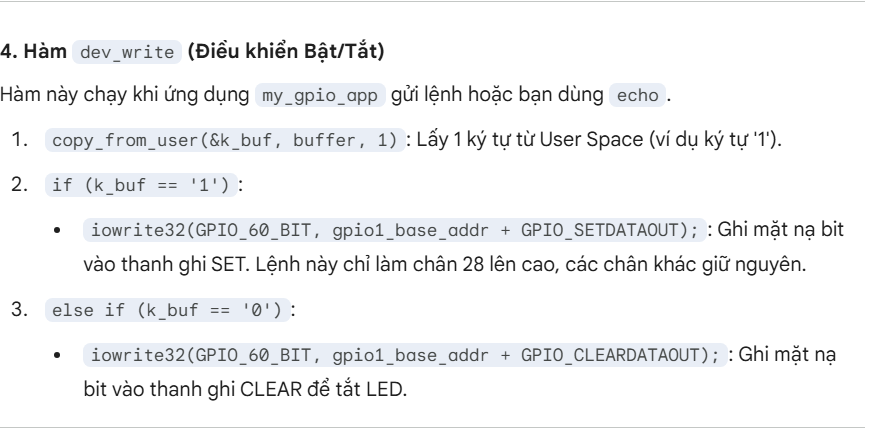 4. Hàm dev_write (Điều khiển Bật/Tắt)
Hàm này chạy khi ứng dụng my_gpio_app gửi lệnh hoặc bạn dùng echo.
1. copy_from_user(&k_buf, buffer, 1) : Lấy 1 ký tự từ User Space (ví dụ ký tự '1').
2. if (k_buf == '1') :
• iowrite32(GPIO_60_BIT, gpio1_base_addr + GPIO_SETDATAOUT); : Ghi mặt nạ bit
vào thanh ghi SET. Lệnh này chỉ làm chân 28 lên cao, các chân khác giữ nguyên.
3. else if (k_buf == '0') :
• iowrite32(GPIO_60_BIT, gpio1_base_addr + GPIO_CLEARDATAOUT); : Ghi mặt nạ
bit vào thanh ghi CLEAR để tắt LED.